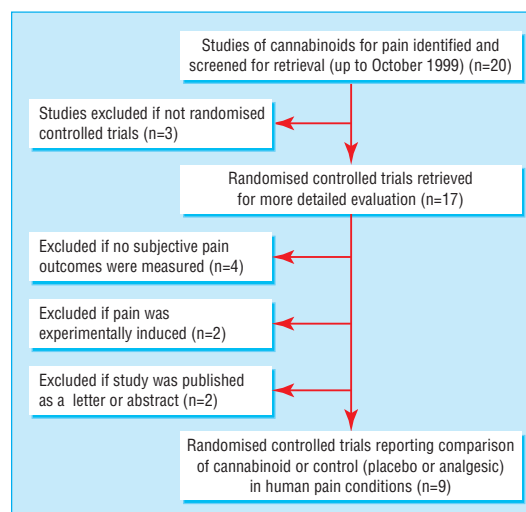 Studies of cannabinoids for pain identified and
screened for retrieval (up to October 1999) (n=20)
Studies excluded if not randomised
controlled trials (n=3)
Randomised controlled trials retrieved
for more detailed evaluation (n=17)
Excluded if no subjective pain
outcomes were measured (n=4)
Excluded if pain was
experimentally induced (n=2)
Excluded if study was published
as a letter or abstract (n=2)
Randomised controlled trials reporting comparison
of cannabinoid or control (placebo or analgesic)
in human pain conditions (n=9)